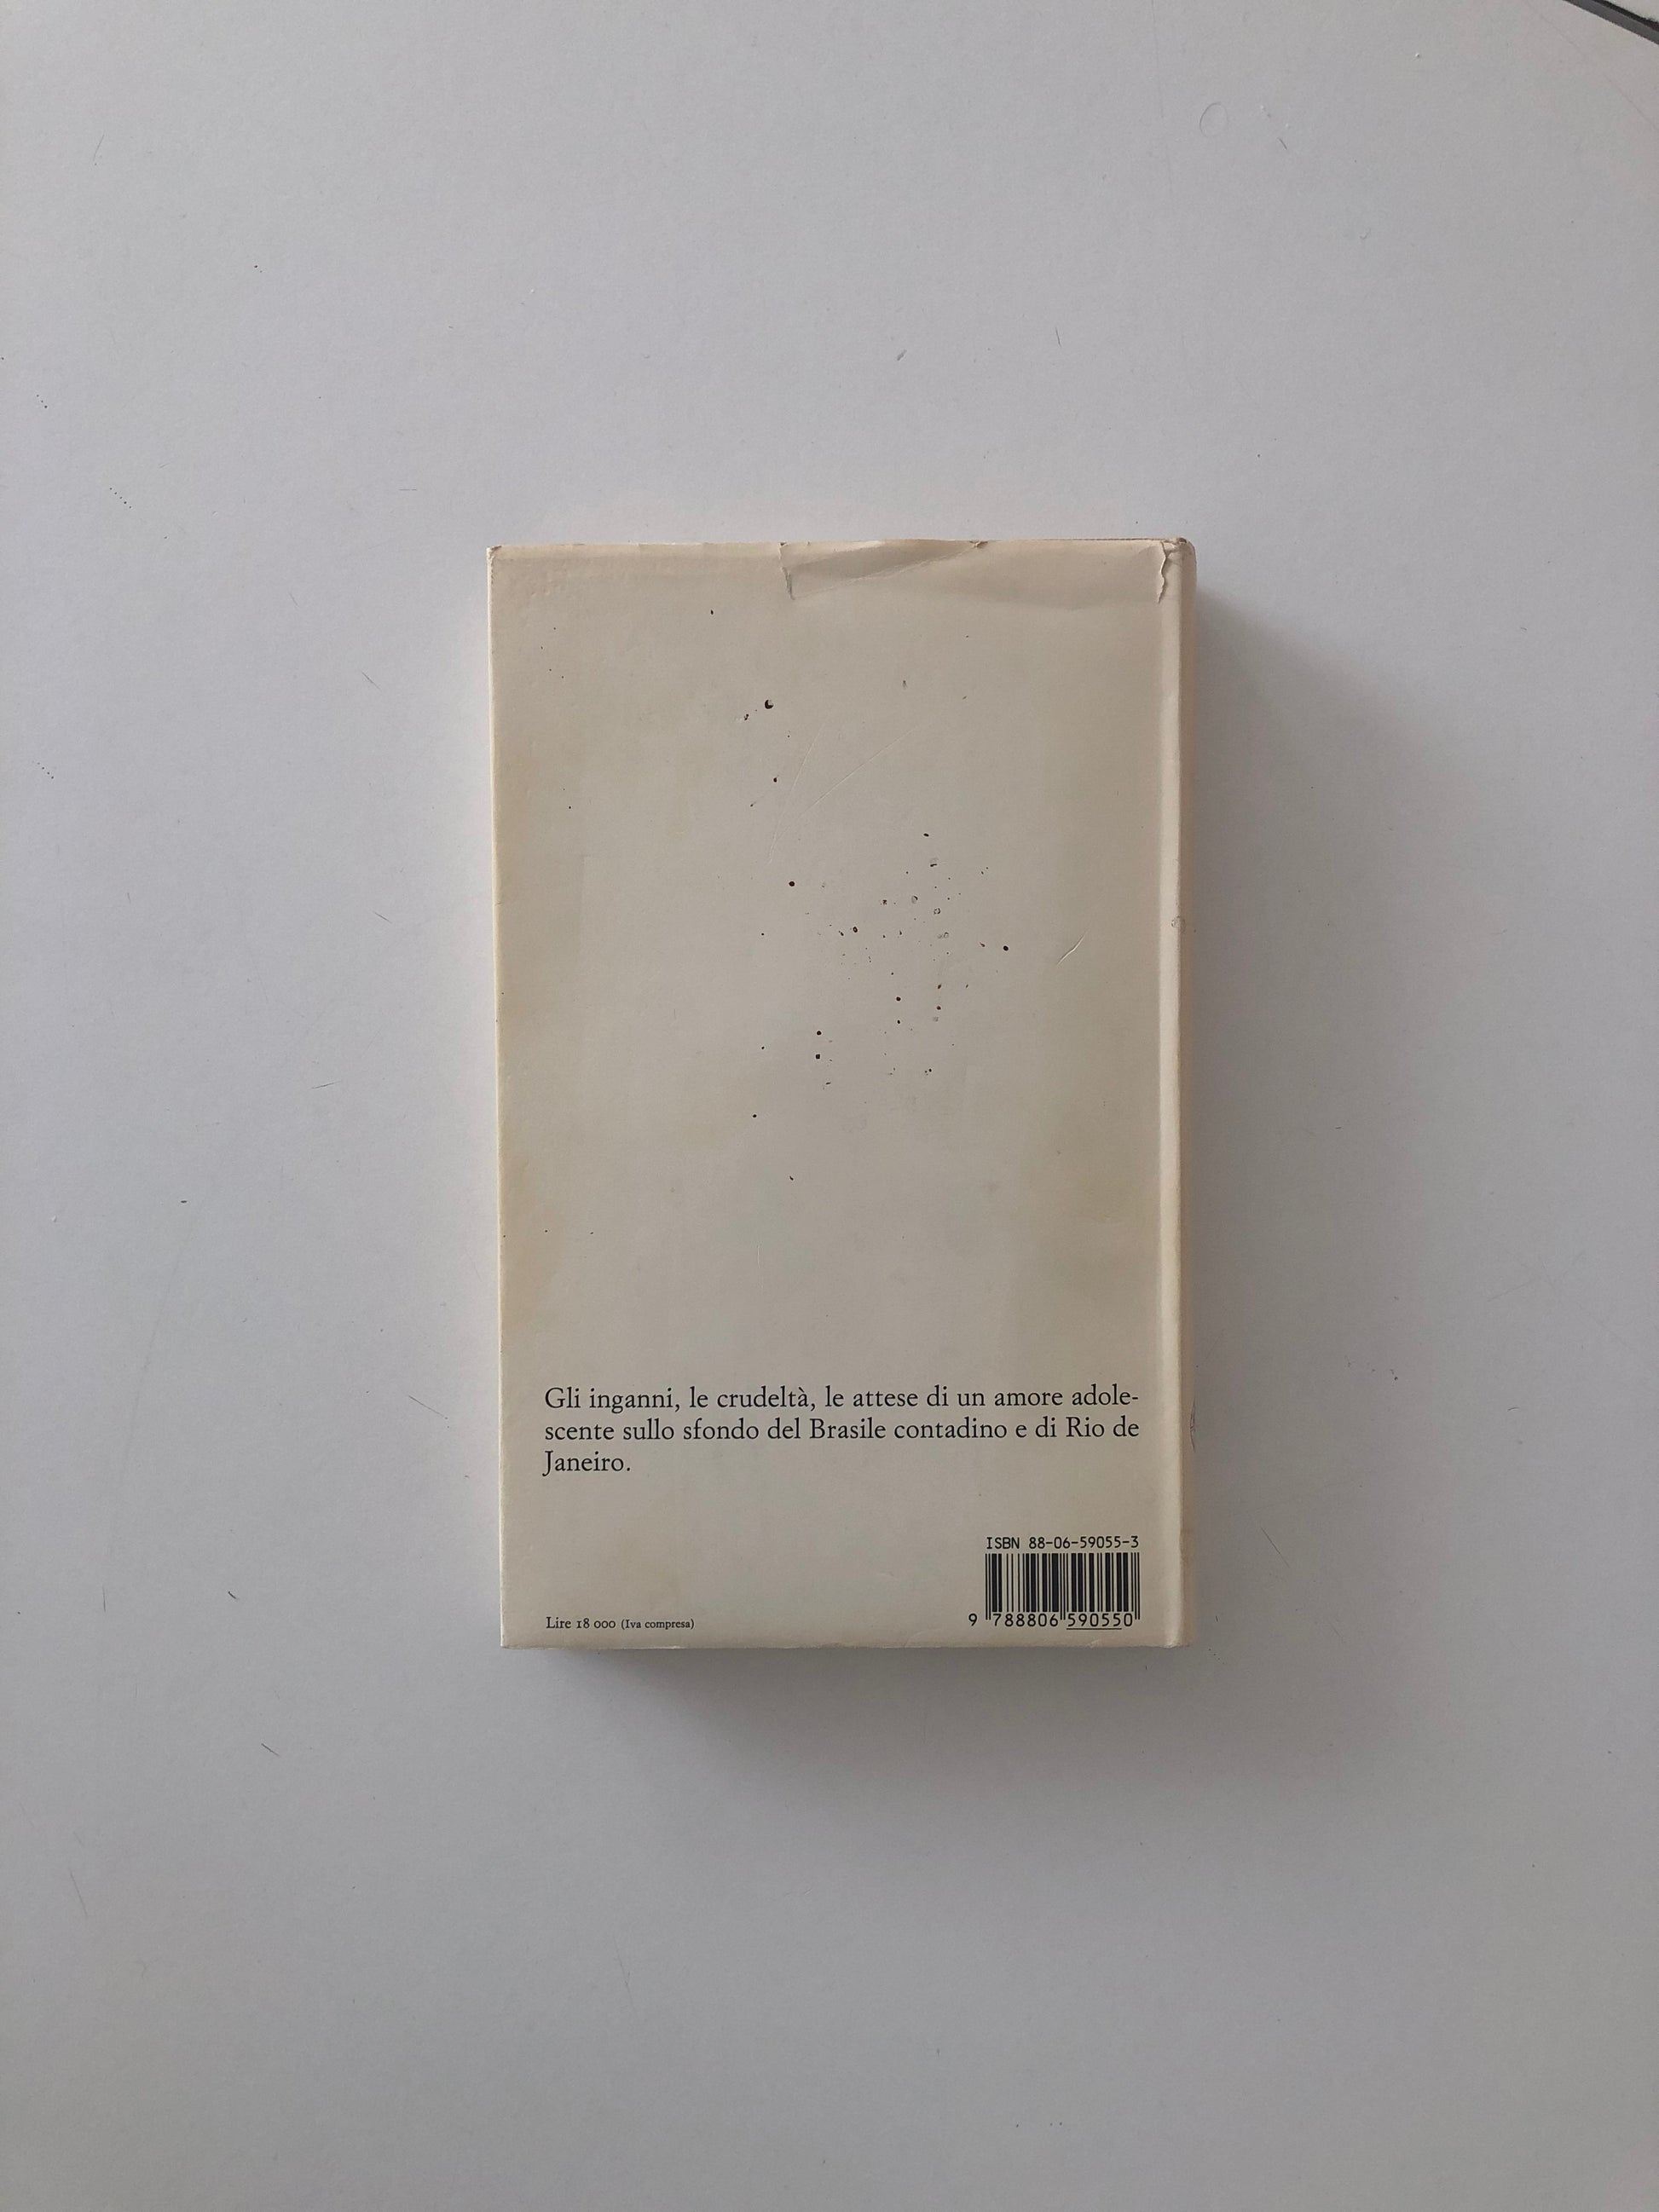 Gli inganni, le crudeltà, le attese di un amore adole-
scente sullo sfondo del Brasile contadino e di Rio de
Janeiro.
ISBN 88-06-59055-3
9 788806 590550
Lire 18 000 (Iva compresa)